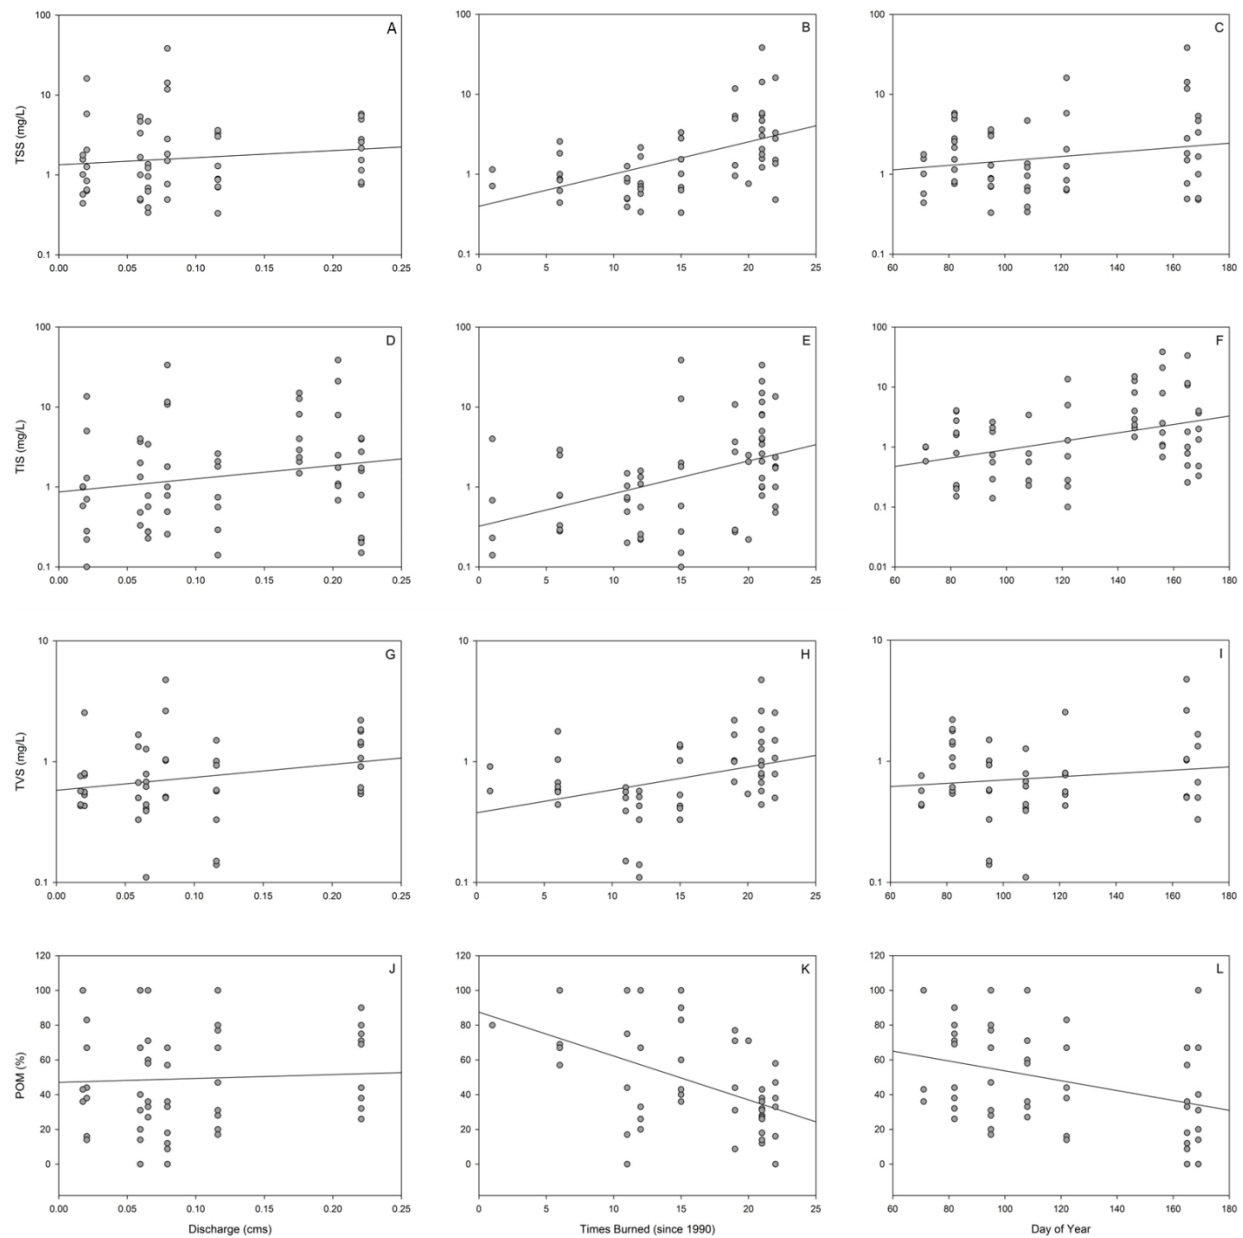 A
B
C
TSS (mg/L)
100
10
1
0.1
0.00 0.05 0.10 0.15 0.20 0.25
100
10
1
0.1
0 5 10 15 20 25
100
10
1
0.1
60 80 100 120 140 160 180
D
E
F
TIS (mg/L)
100
10
1
0.1
0.00 0.05 0.10 0.15 0.20 0.25
100
10
1
0.1
0 5 10 15 20 25
100
10
1
0.1
0.01
60 80 100 120 140 160 180
G
H
I
TVS (mg/L)
10
1
0.1
0.00 0.05 0.10 0.15 0.20 0.25
10
1
0.1
0 5 10 15 20 25
10
1
0.1
60 80 100 120 140 160 180
J
K
L
POM (%)
120
100
80
60
40
20
0
0.00 0.05 0.10 0.15 0.20 0.25
Discharge (cms)
120
100
80
60
40
20
0
0 5 10 15 20 25
Times Burned (since 1990)
120
100
80
60
40
20
0
60 80 100 120 140 160 180
Day of Year